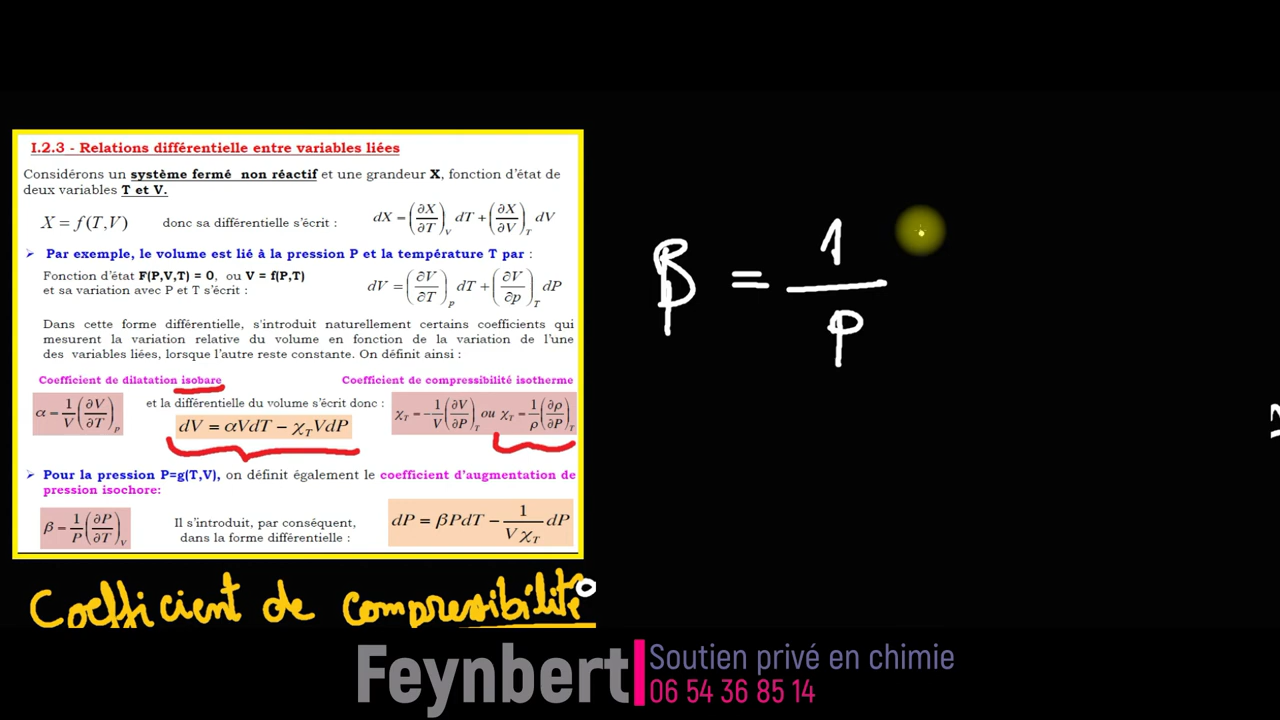 I.2.3 - Relations différentielle entre variables liées
Considérons un système fermé non réactif et une grandeur X, fonction d'état de
deux variables T et V.
X = f(T,V) donc sa différentielle s'écrit : dX = (∂X/∂T)_V dT + (∂X/∂V)_T dV
➢ Par exemple, le volume est lié à la pression P et la température T par :
Fonction d'état F(P,V,T) = 0, ou V = f(P,T)
et sa variation avec P et T s'écrit : dV = (∂V/∂T)_p dT + (∂V/∂p)_T dP
Dans cette forme différentielle, s'introduit naturellement certains coefficients qui
mesurent la variation relative du volume en fonction de la variation de l'une
des variables liées, lorsque l'autre reste constante. On définit ainsi :
Coefficient de dilatation isobare Coefficient de compressibilité isotherme
α = 1/V (∂V/∂T)_p et la différentielle du volume s'écrit donc : χ_T = -1/V (∂V/∂P)_T ou χ_T = 1/ρ (∂ρ/∂P)_T
dV = αVdT − χ_T VdP
➢ Pour la pression P=g(T,V), on définit également le coefficient d'augmentation de
pression isochore:
β = 1/P (∂P/∂T)_V Il s'introduit, par conséquent, dP = βPdT − 1/(Vχ_T) dP
dans la forme différentielle :
Coefficient de compressibilité
β = 1/P
Feynbert
Soutien privé en chimie
06 54 36 85 14